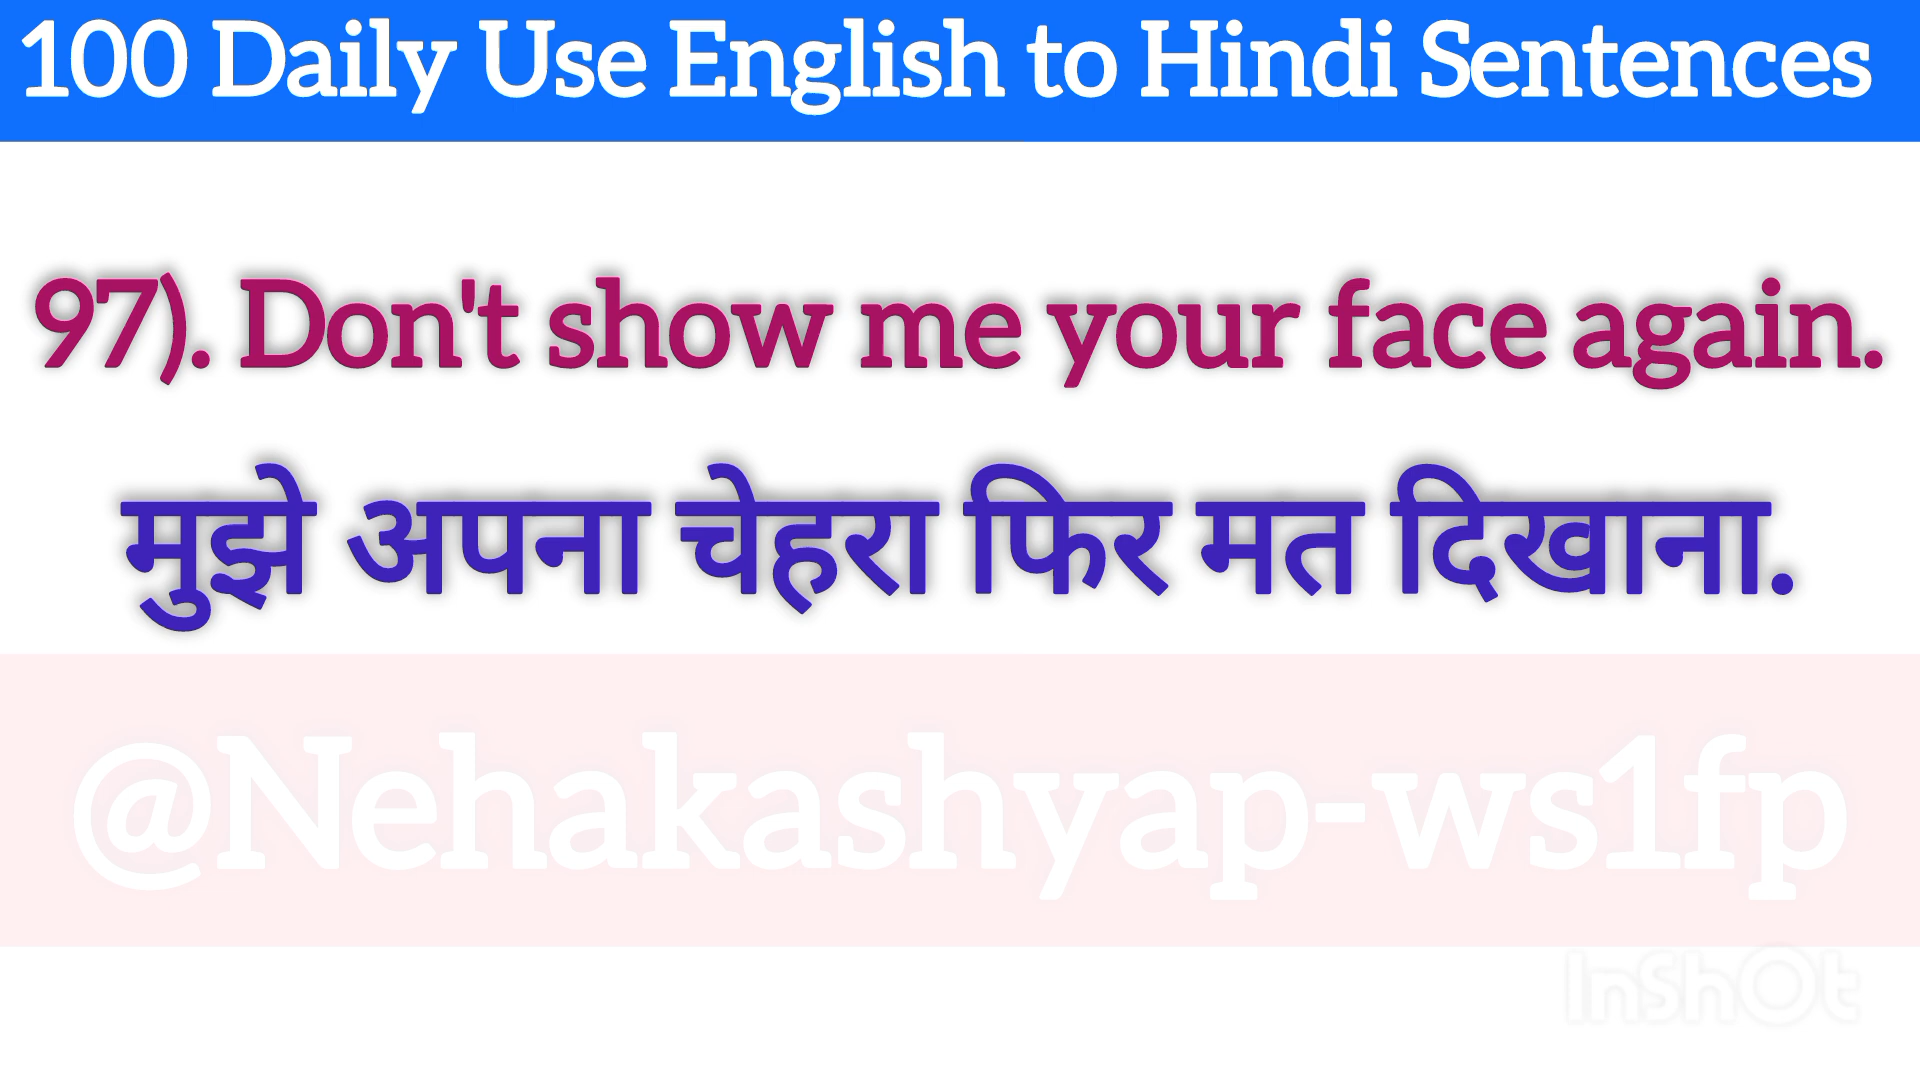 100 Daily Use English to Hindi Sentences
97). Don't show me your face again.
मुझे अपना चेहरा फिर मत दिखाना.
@Nehakashyap-ws1fp
InShOt